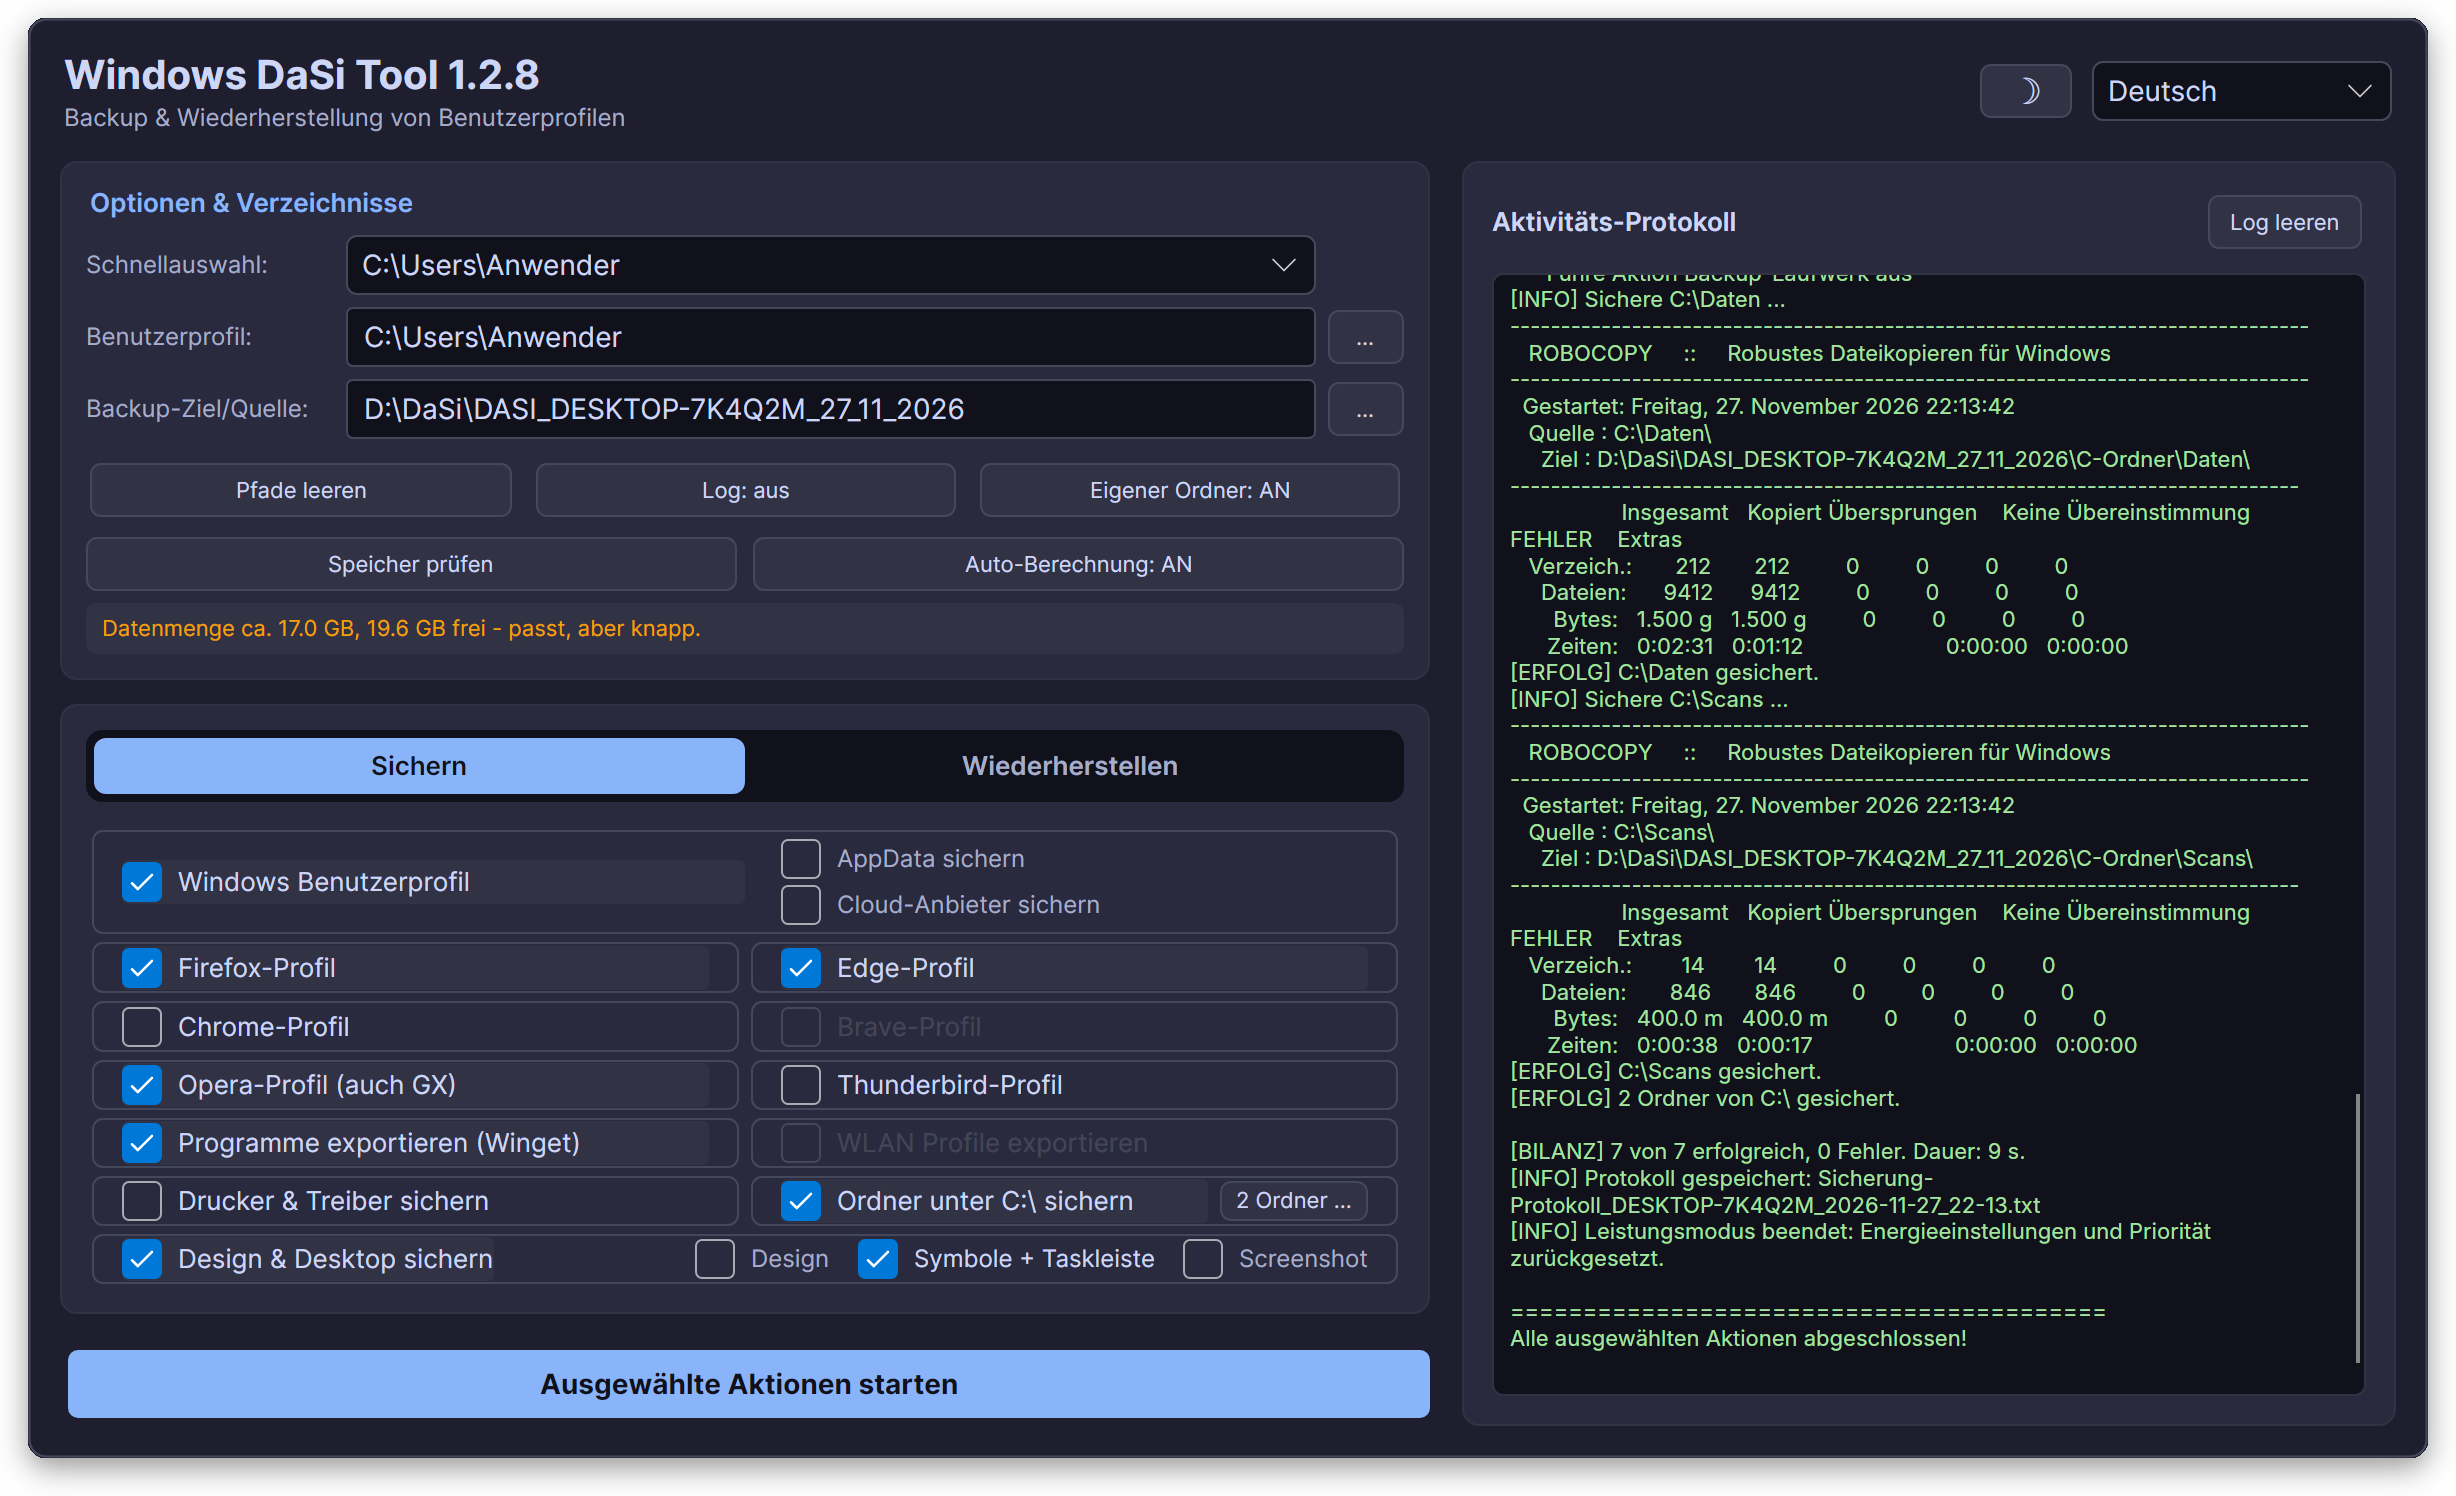 Windows DaSi Tool 1.2.8
Backup & Wiederherstellung von Benutzerprofilen
Deutsch
Optionen & Verzeichnisse
Schnellauswahl:
C:\Users\Anwender
Benutzerprofil:
C:\Users\Anwender
...
Backup-Ziel/Quelle:
D:\DaSi\DASI_DESKTOP-7K4Q2M_27_11_2026
...
Pfade leeren
Log: aus
Eigener Ordner: AN
Speicher prüfen
Auto-Berechnung: AN
Datenmenge ca. 17.0 GB, 19.6 GB frei - passt, aber knapp.
Sichern
Wiederherstellen
Windows Benutzerprofil
AppData sichern
Cloud-Anbieter sichern
Firefox-Profil
Edge-Profil
Chrome-Profil
Brave-Profil
Opera-Profil (auch GX)
Thunderbird-Profil
Programme exportieren (Winget)
WLAN Profile exportieren
Drucker & Treiber sichern
Ordner unter C:\ sichern
2 Ordner ...
Design & Desktop sichern
Design
Symbole + Taskleiste
Screenshot
Ausgewählte Aktionen starten
Aktivitäts-Protokoll
Log leeren
Führe Aktion Backup-Laufwerk aus
[INFO] Sichere C:\Daten ...
-------------------------------------------------------------------------------
ROBOCOPY :: Robustes Dateikopieren für Windows
-------------------------------------------------------------------------------
Gestartet: Freitag, 27. November 2026 22:13:42
Quelle : C:\Daten\
Ziel : D:\DaSi\DASI_DESKTOP-7K4Q2M_27_11_2026\C-Ordner\Daten\
------------------------------------------------------------------------------
Insgesamt Kopiert Übersprungen Keine Übereinstimmung
FEHLER Extras
Verzeich.: 212 212 0 0 0 0
Dateien: 9412 9412 0 0 0 0
Bytes: 1.500 g 1.500 g 0 0 0 0
Zeiten: 0:02:31 0:01:12 0:00:00 0:00:00
[ERFOLG] C:\Daten gesichert.
[INFO] Sichere C:\Scans ...
-------------------------------------------------------------------------------
ROBOCOPY :: Robustes Dateikopieren für Windows
-------------------------------------------------------------------------------
Gestartet: Freitag, 27. November 2026 22:13:42
Quelle : C:\Scans\
Ziel : D:\DaSi\DASI_DESKTOP-7K4Q2M_27_11_2026\C-Ordner\Scans\
------------------------------------------------------------------------------
Insgesamt Kopiert Übersprungen Keine Übereinstimmung
FEHLER Extras
Verzeich.: 14 14 0 0 0 0
Dateien: 846 846 0 0 0 0
Bytes: 400.0 m 400.0 m 0 0 0 0
Zeiten: 0:00:38 0:00:17 0:00:00 0:00:00
[ERFOLG] C:\Scans gesichert.
[ERFOLG] 2 Ordner von C:\ gesichert.
[BILANZ] 7 von 7 erfolgreich, 0 Fehler. Dauer: 9 s.
[INFO] Protokoll gespeichert: Sicherung-
Protokoll_DESKTOP-7K4Q2M_2026-11-27_22-13.txt
[INFO] Leistungsmodus beendet: Energieeinstellungen und Priorität
zurückgesetzt.
=========================================
Alle ausgewählten Aktionen abgeschlossen!